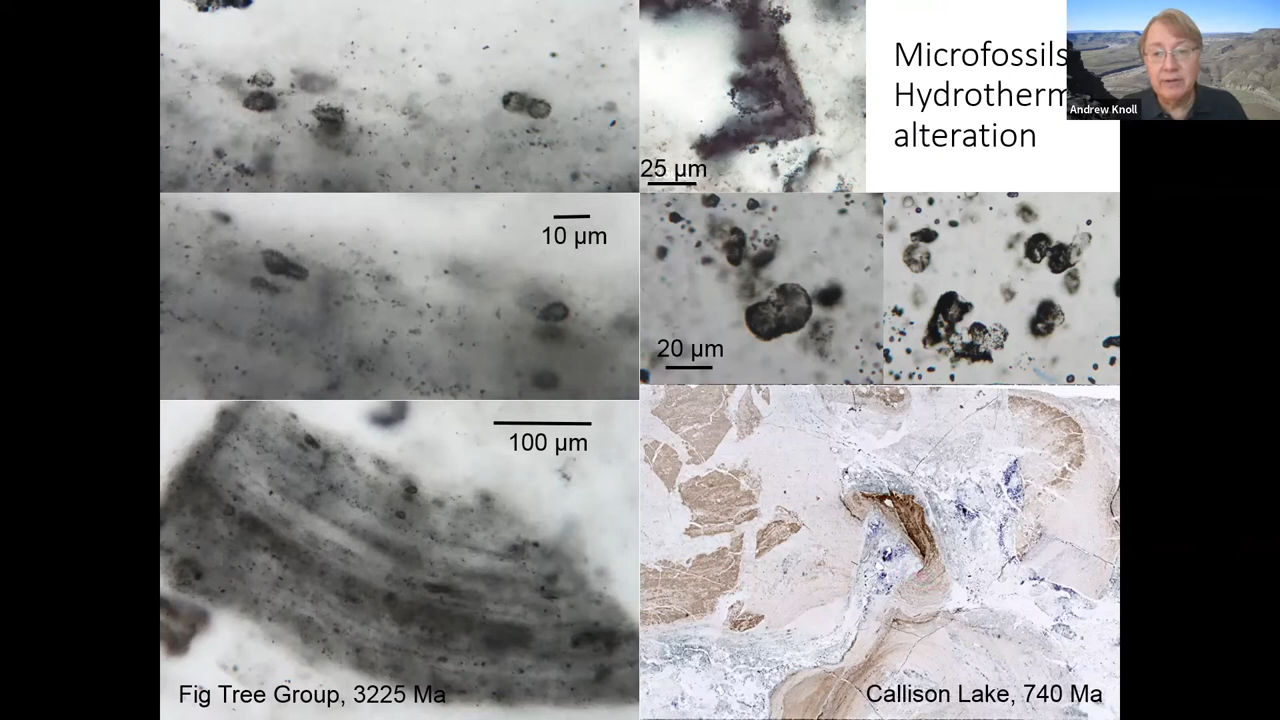 Microfossils
Hydrotherm
alteration
Andrew Knoll
25 µm
10 µm
20 µm
100 µm
Fig Tree Group, 3225 Ma
Callison Lake, 740 Ma